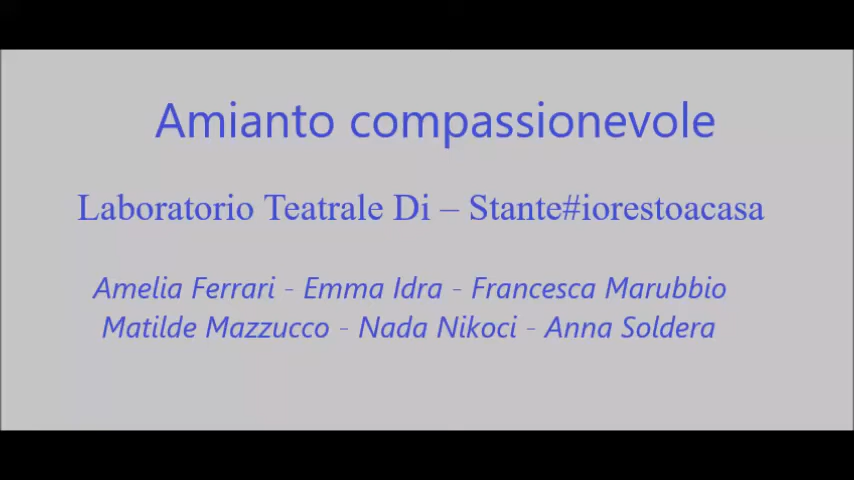 Amianto compassionevole
Laboratorio Teatrale Di – Stante#iorestoacasa
Amelia Ferrari - Emma Idra - Francesca Marubbio
Matilde Mazzucco - Nada Nikoci - Anna Soldera